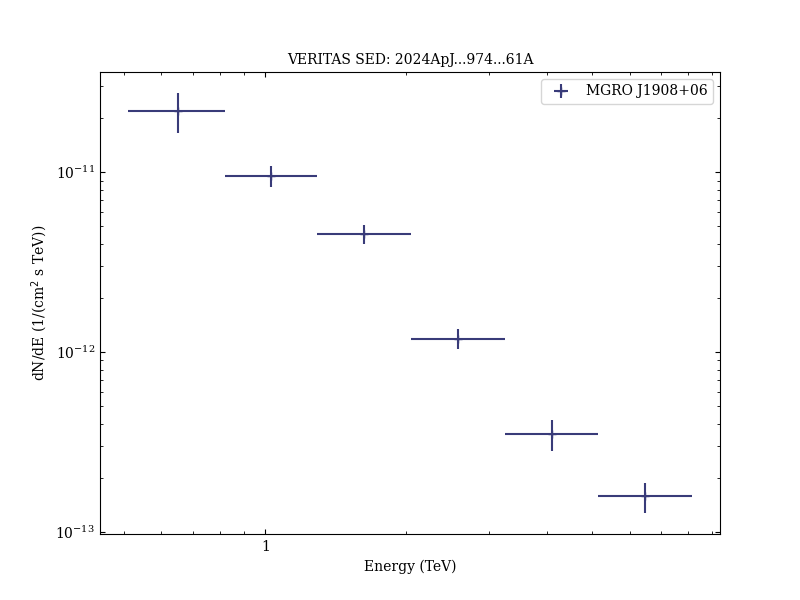 VERITAS SED: 2024ApJ...974...61A
MGRO J1908+06
10⁻¹¹
10⁻¹²
10⁻¹³
dN/dE (1/(cm² s TeV))
1
Energy (TeV)